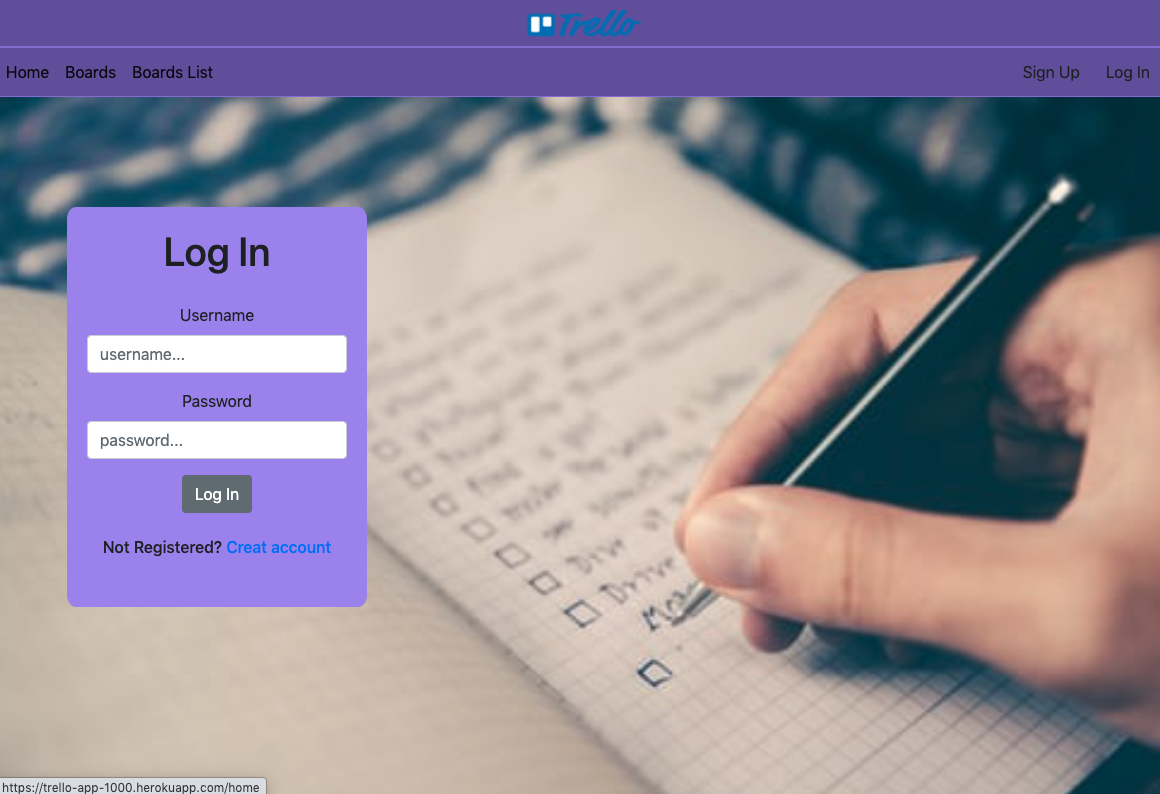 Trello
Home Boards Boards List Sign Up Log In
Log In
Username
username...
Password
password...
Log In
Not Registered? Creat account
Drive
https://trello-app-1000.herokuapp.com/home